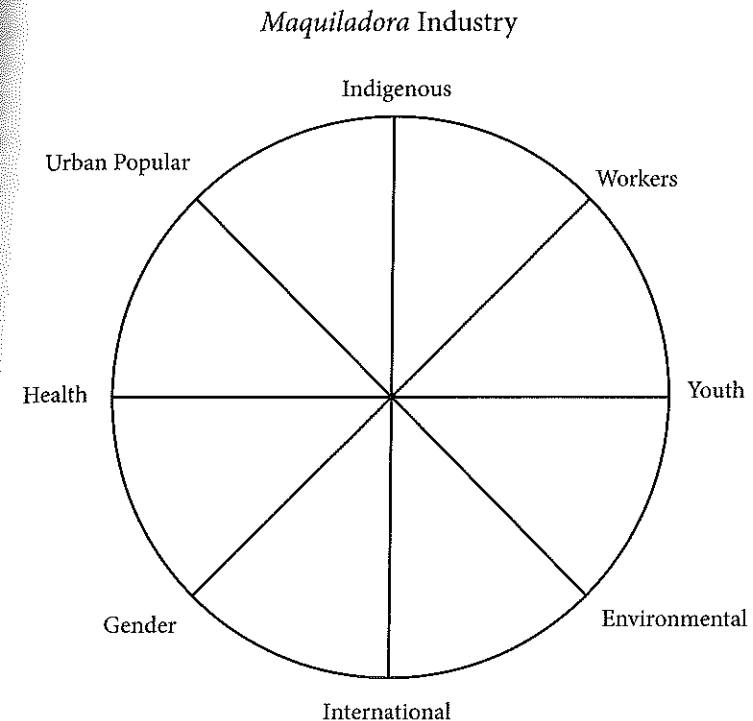 Maquiladora Industry
Indigenous
Urban Popular
Workers
Health
Youth
Gender
Environmental
International